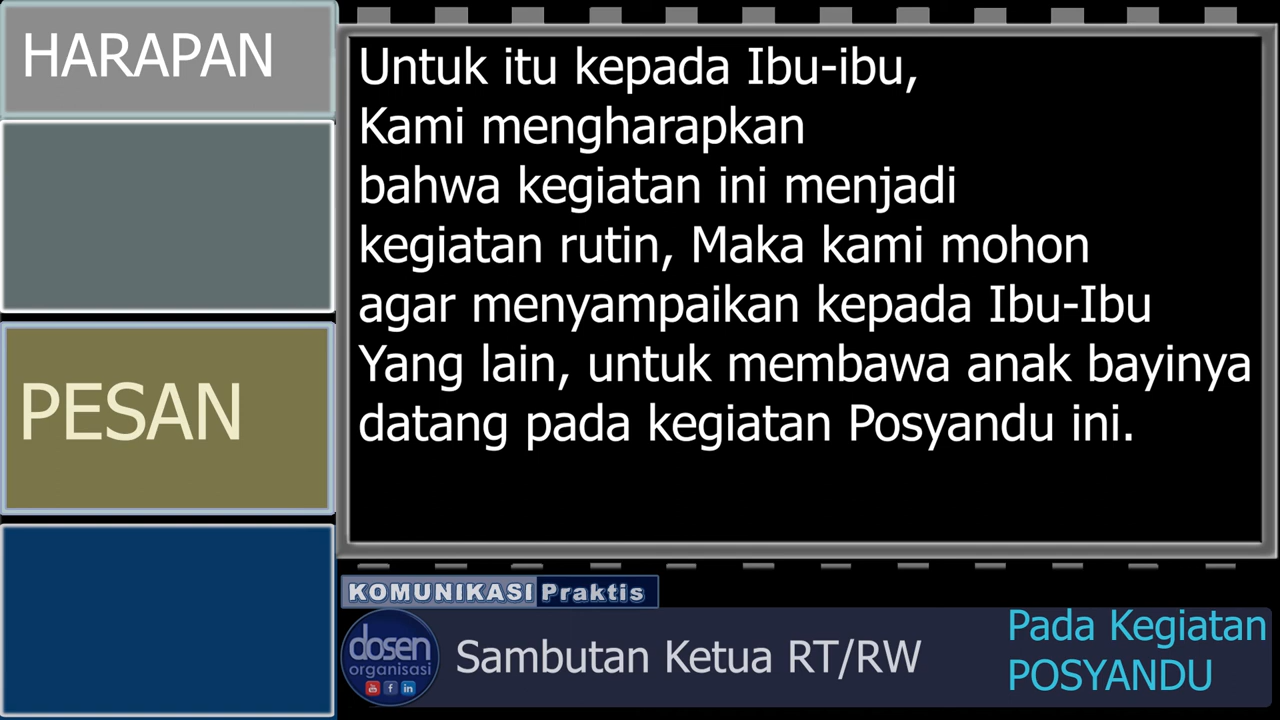 HARAPAN
PESAN
Untuk itu kepada Ibu-ibu,
Kami mengharapkan
bahwa kegiatan ini menjadi
kegiatan rutin, Maka kami mohon
agar menyampaikan kepada Ibu-Ibu
Yang lain, untuk membawa anak bayinya
datang pada kegiatan Posyandu ini.
KOMUNIKASI Praktis
dosen
organisasi
Sambutan Ketua RT/RW
Pada Kegiatan
POSYANDU